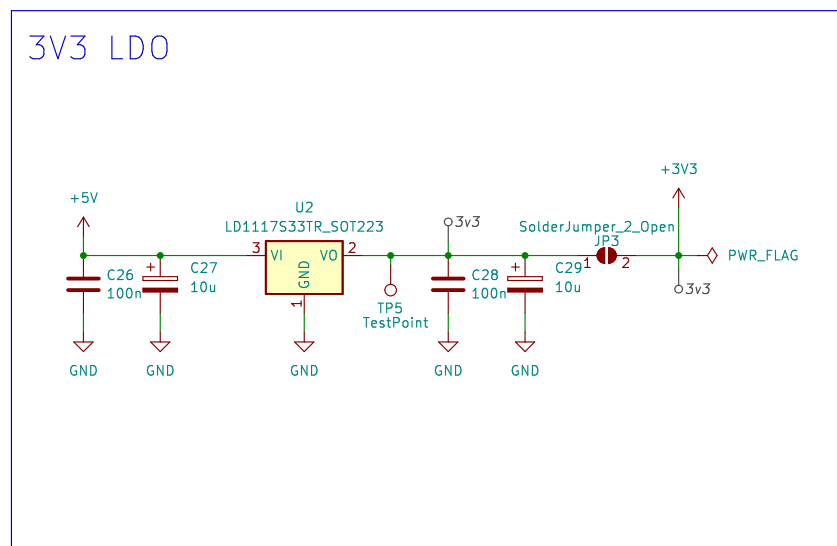 3V3 LDO
+5V
C26
100n
GND
+
C27
10u
GND
U2
LD1117S33TR_SOT223
3
VI
VO
2
GND
1
GND
TP5
TestPoint
3v3
C28
100n
GND
+
C29
10u
GND
SolderJumper_2_Open
JP3
1
2
+3V3
PWR_FLAG
3v3